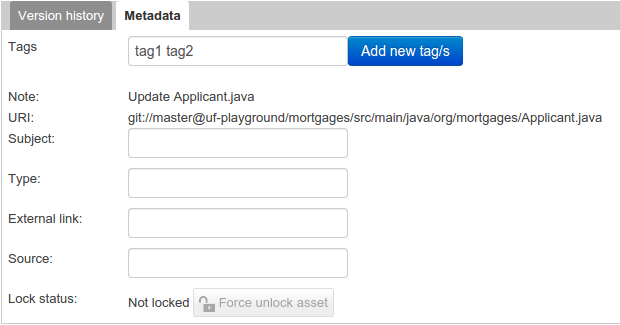 Version history Metadata
Tags tag1 tag2 Add new tag/s
Note: Update Applicant.java
URI: git://master@uf-playground/mortgages/src/main/java/org/mortgages/Applicant.java
Subject:
Type:
External link:
Source:
Lock status: Not locked Force unlock asset